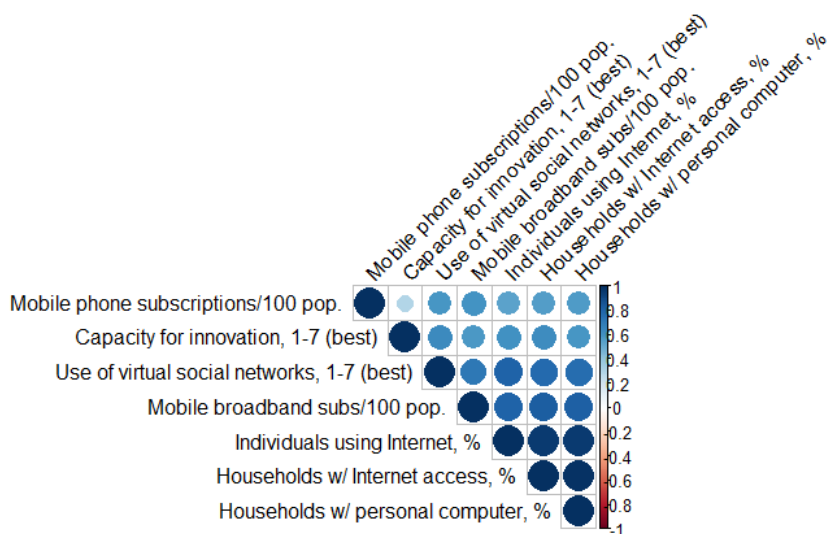 Mobile phone subscriptions/100 pop.
Capacity for innovation, 1-7 (best)
Use of virtual social networks, 1-7 (best)
Mobile broadband subs/100 pop.
Individuals using Internet, %
Households w/ Internet access, %
Households w/ personal computer, %
Mobile phone subscriptions/100 pop.
Capacity for innovation, 1-7 (best)
Use of virtual social networks, 1-7 (best)
Mobile broadband subs/100 pop.
Individuals using Internet, %
Households w/ Internet access, %
Households w/ personal computer, %
1
0.8
0.6
0.4
0.2
0
-0.2
-0.4
-0.6
-0.8
-1